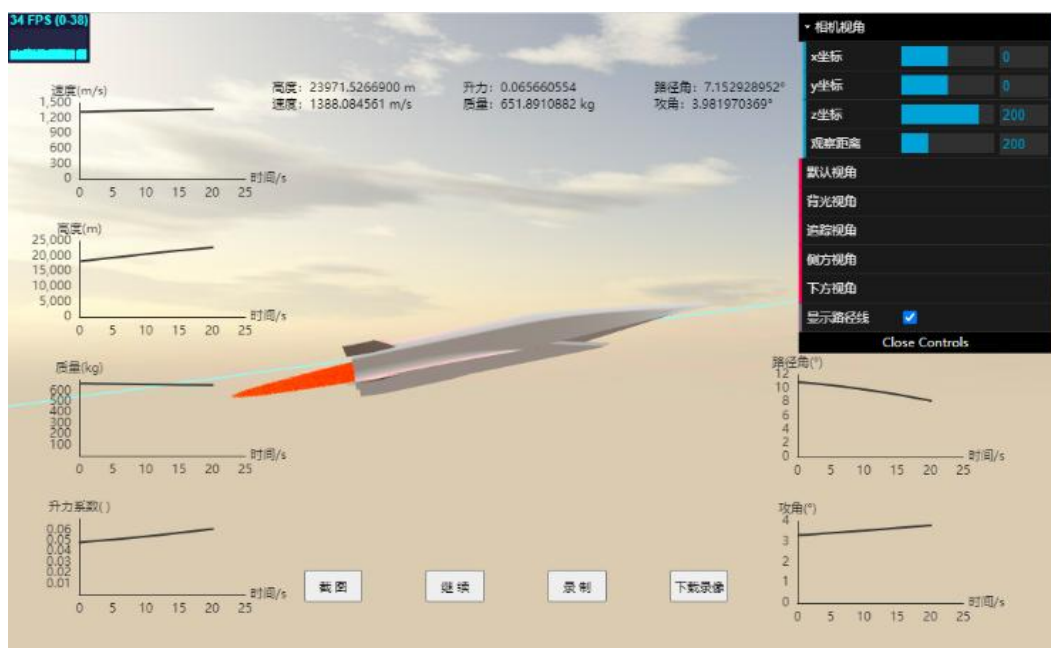 34 FPS (0-38)
高度: 23971.5266900 m 升力: 0.065660554 路径角: 7.152928952°
速度: 1388.084561 m/s 质量: 651.8910882 kg 攻角: 3.981970369°
相机视角
x坐标 0
y坐标 0
z坐标 200
观察距离 200
默认视角
背光视角
追踪视角
侧方视角
下方视角
显示路径线
Close Controls
速度(m/s)
1,500
1,200
900
600
300
0
时间/s
0 5 10 15 20 25
高度(m)
25,000
20,000
15,000
10,000
5,000
0
时间/s
0 5 10 15 20 25
质量(kg)
600
500
400
300
200
100
时间/s
0 5 10 15 20 25
升力系数( )
0.06
0.05
0.04
0.03
0.02
0.01
时间/s
0 5 10 15 20 25
路径角(°)
12
10
8
6
4
2
0
时间/s
0 5 10 15 20 25
攻角(°)
4
3
2
1
0
时间/s
0 5 10 15 20 25
截图 继续 录制 下载录像